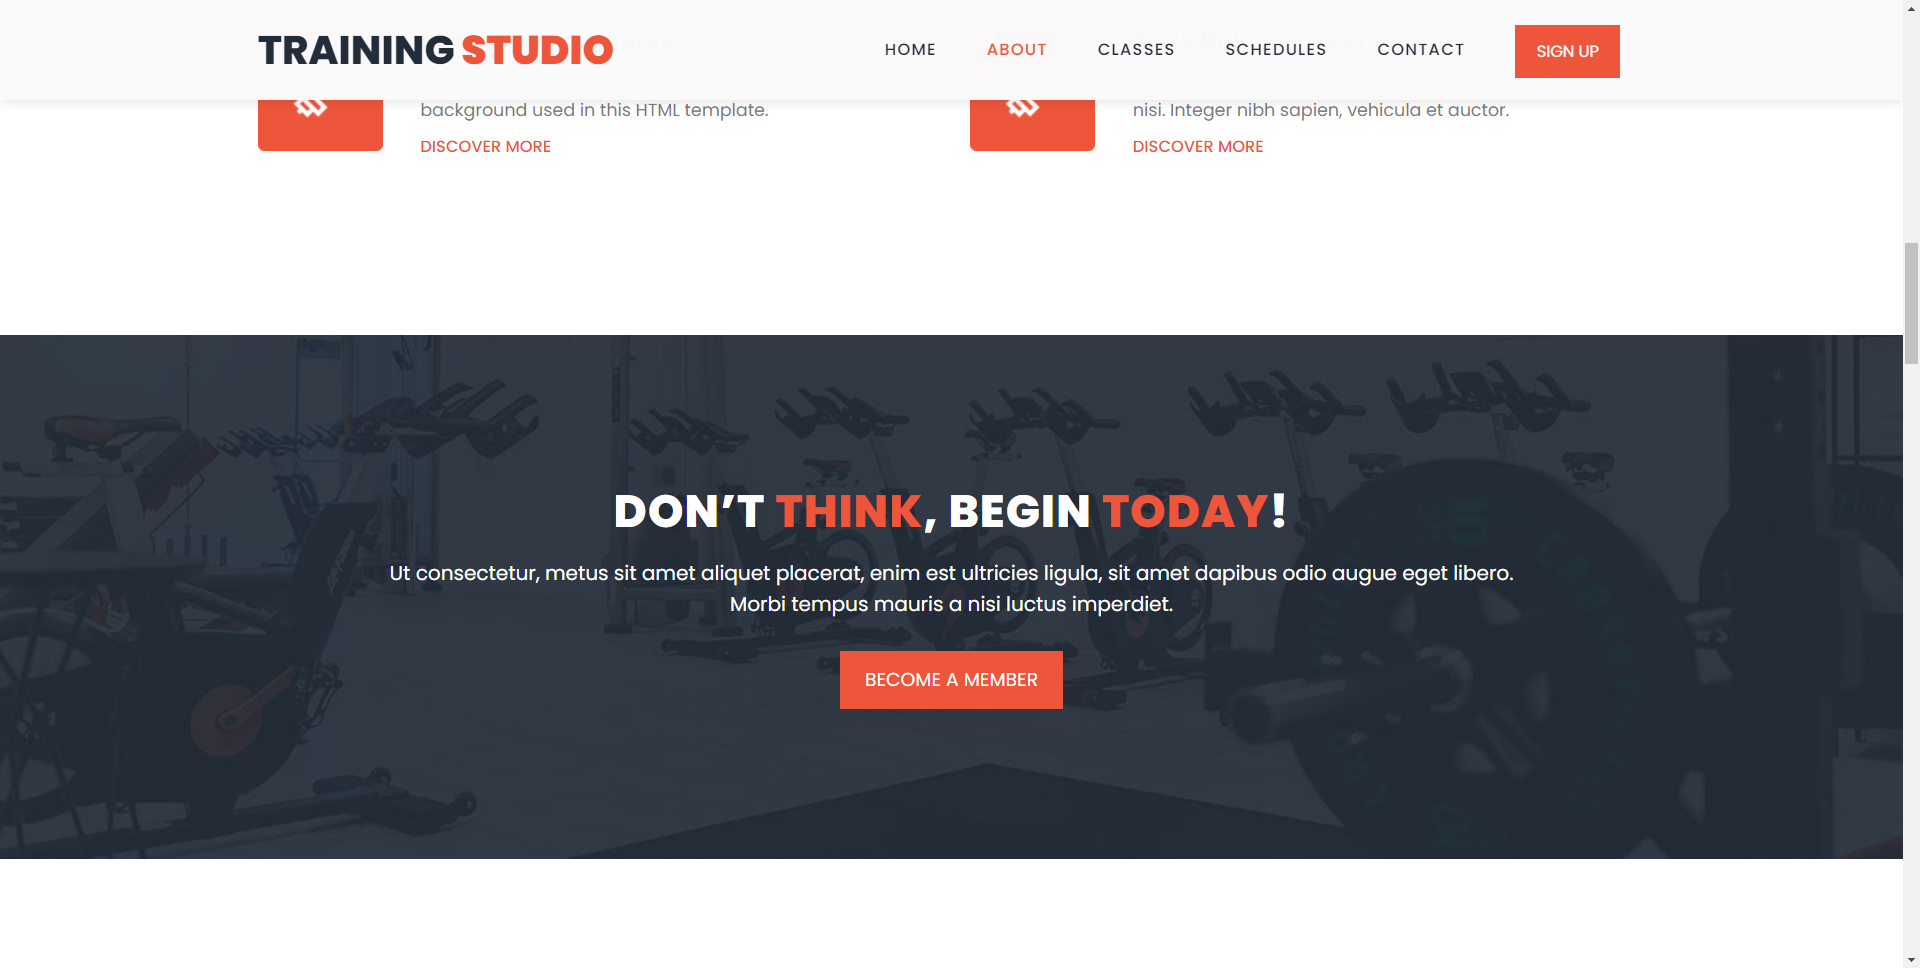 TRAINING STUDIO
HOME ABOUT CLASSES SCHEDULES CONTACT SIGN UP
background used in this HTML template.
DISCOVER MORE
nisi. Integer nibh sapien, vehicula et auctor.
DISCOVER MORE
DON’T THINK, BEGIN TODAY!
Ut consectetur, metus sit amet aliquet placerat, enim est ultricies ligula, sit amet dapibus odio augue eget libero.
Morbi tempus mauris a nisi luctus imperdiet.
BECOME A MEMBER